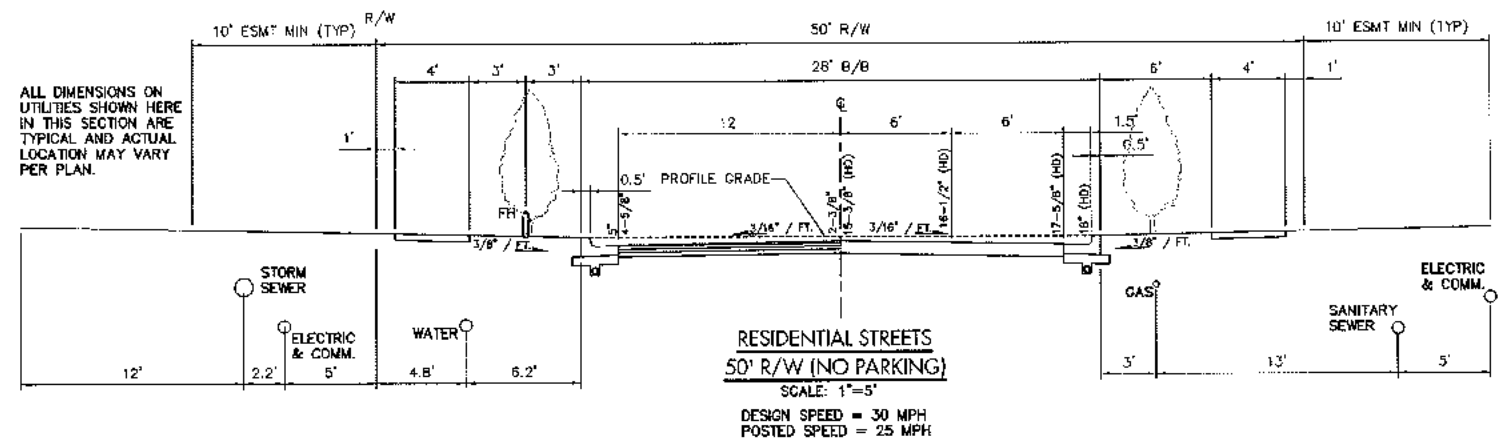 R/W
10' ESMT MIN (TYP)
50' R/W
10' ESMT MIN (TYP)
4'
3'
3'
28' B/B
6'
4'
1'
ALL DIMENSIONS ON
UTILITIES SHOWN HERE
IN THIS SECTION ARE
TYPICAL AND ACTUAL
LOCATION MAY VARY
PER PLAN.
1'
℄
12
6'
6'
1.5'
0.5'
0.5'
PROFILE GRADE
FH
5"
4-5/8"
2-3/8"
15-3/8" (HD)
16-1/2" (HD)
17-5/8" (HD)
18" (HD)
3/8" / FT.
3/16" / FT.
3/16" / FT.
3/8" / FT.
STORM
SEWER
ELECTRIC
& COMM.
WATER
GAS
SANITARY
SEWER
ELECTRIC
& COMM.
12'
2.2'
5'
4.8'
6.2'
3'
13'
5'
RESIDENTIAL STREETS
50' R/W (NO PARKING)
SCALE: 1"=5'
DESIGN SPEED = 30 MPH
POSTED SPEED = 25 MPH